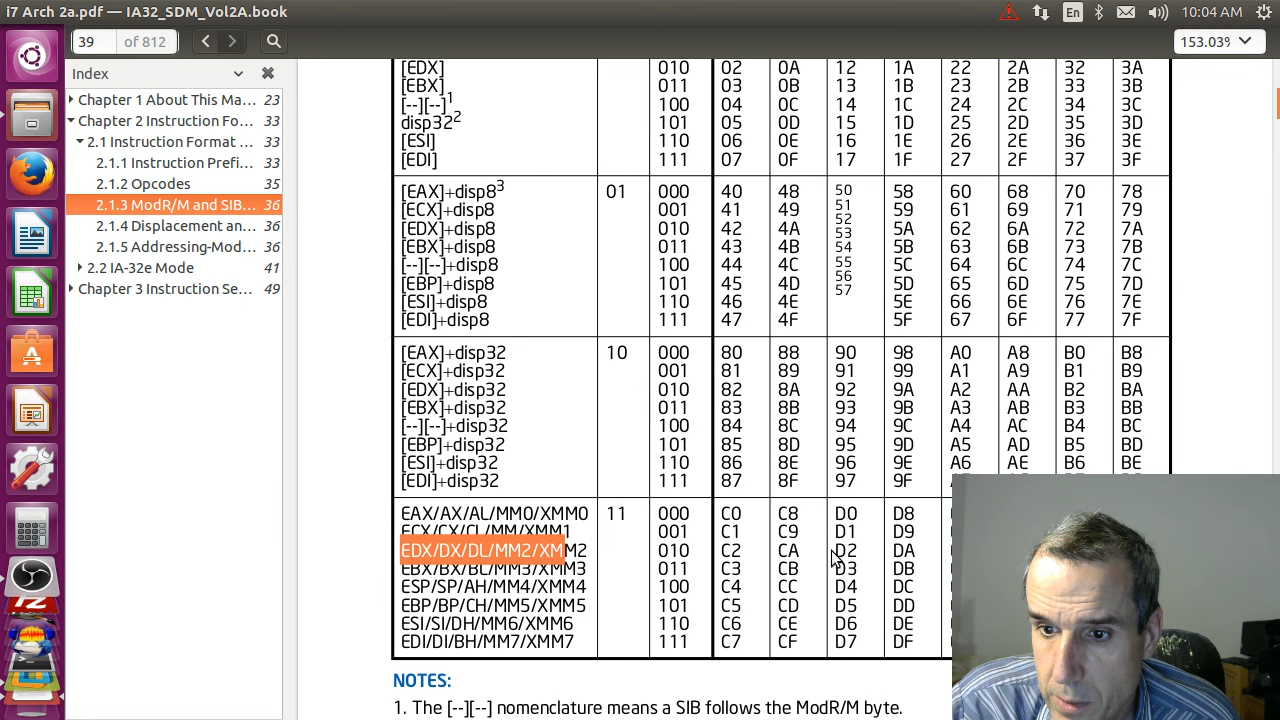 i7 Arch 2a.pdf — IA32_SDM_Vol2A.book
En
10:04 AM
39 of 812
153.03%
Index
Chapter 1 About This Ma... 23
Chapter 2 Instruction Fo... 33
2.1 Instruction Format ... 33
2.1.1 Instruction Prefi... 33
2.1.2 Opcodes 35
2.1.3 ModR/M and SIB... 36
2.1.4 Displacement an... 36
2.1.5 Addressing-Mod... 36
2.2 IA-32e Mode 41
Chapter 3 Instruction Se... 49
[EDX] 010 02 0A 12 1A 22 2A 32 3A
[EBX] 011 03 0B 13 1B 23 2B 33 3B
[--][--]1 100 04 0C 14 1C 24 2C 34 3C
disp322 101 05 0D 15 1D 25 2D 35 3D
[ESI] 110 06 0E 16 1E 26 2E 36 3E
[EDI] 111 07 0F 17 1F 27 2F 37 3F
[EAX]+disp83 01 000 40 48 50 58 60 68 70 78
[ECX]+disp8 001 41 49 51 59 61 69 71 79
[EDX]+disp8 010 42 4A 52 5A 62 6A 72 7A
[EBX]+disp8 011 43 4B 53 5B 63 6B 73 7B
[--][--]+disp8 100 44 4C 54 5C 64 6C 74 7C
[EBP]+disp8 101 45 4D 55 5D 65 6D 75 7D
[ESI]+disp8 110 46 4E 56 5E 66 6E 76 7E
[EDI]+disp8 111 47 4F 57 5F 67 6F 77 7F
[EAX]+disp32 10 000 80 88 90 98 A0 A8 B0 B8
[ECX]+disp32 001 81 89 91 99 A1 A9 B1 B9
[EDX]+disp32 010 82 8A 92 9A A2 AA B2 BA
[EBX]+disp32 011 83 8B 93 9B A3 AB B3 BB
[--][--]+disp32 100 84 8C 94 9C A4 AC B4 BC
[EBP]+disp32 101 85 8D 95 9D A5 AD B5 BD
[ESI]+disp32 110 86 8E 96 9E A6 AE B6 BE
[EDI]+disp32 111 87 8F 97 9F
EAX/AX/AL/MM0/XMM0 11 000 C0 C8 D0 D8
ECX/CX/CL/MM/XMM1 001 C1 C9 D1 D9
EDX/DX/DL/MM2/XMM2 010 C2 CA D2 DA
EBX/BX/BL/MM3/XMM3 011 C3 CB D3 DB
ESP/SP/AH/MM4/XMM4 100 C4 CC D4 DC
EBP/BP/CH/MM5/XMM5 101 C5 CD D5 DD
ESI/SI/DH/MM6/XMM6 110 C6 CE D6 DE
EDI/DI/BH/MM7/XMM7 111 C7 CF D7 DF
NOTES:
1. The [--][--] nomenclature means a SIB follows the ModR/M byte.